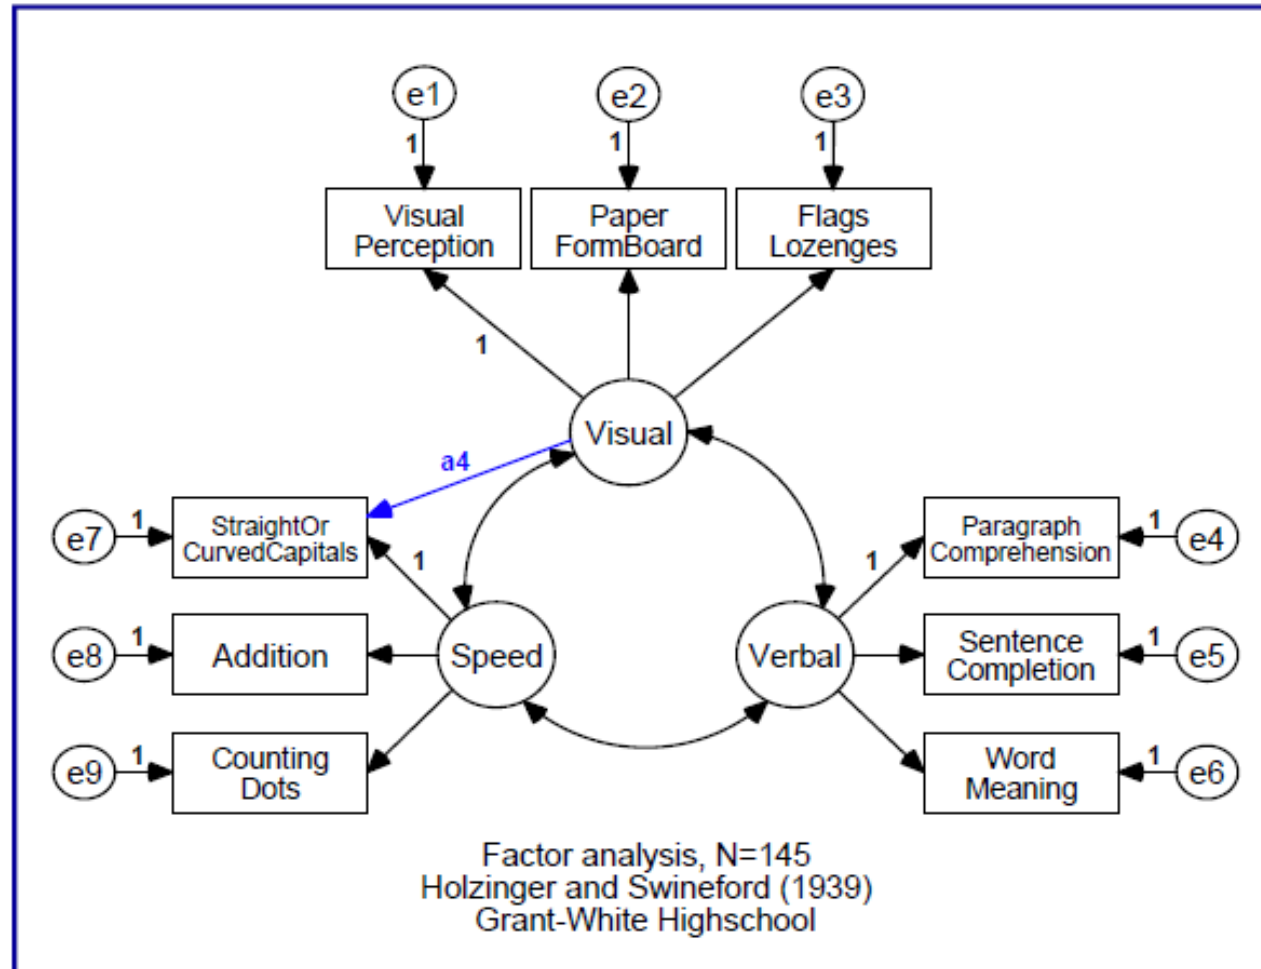 e1
e2
e3
1
1
1
Visual
Perception
Paper
FormBoard
Flags
Lozenges
1
Visual
a4
e7
1
StraightOr
CurvedCapitals
1
1
Paragraph
Comprehension
1
e4
e8
1
Addition
Speed
Verbal
Sentence
Completion
1
e5
e9
1
Counting
Dots
Word
Meaning
1
e6
Factor analysis, N=145
Holzinger and Swineford (1939)
Grant-White Highschool